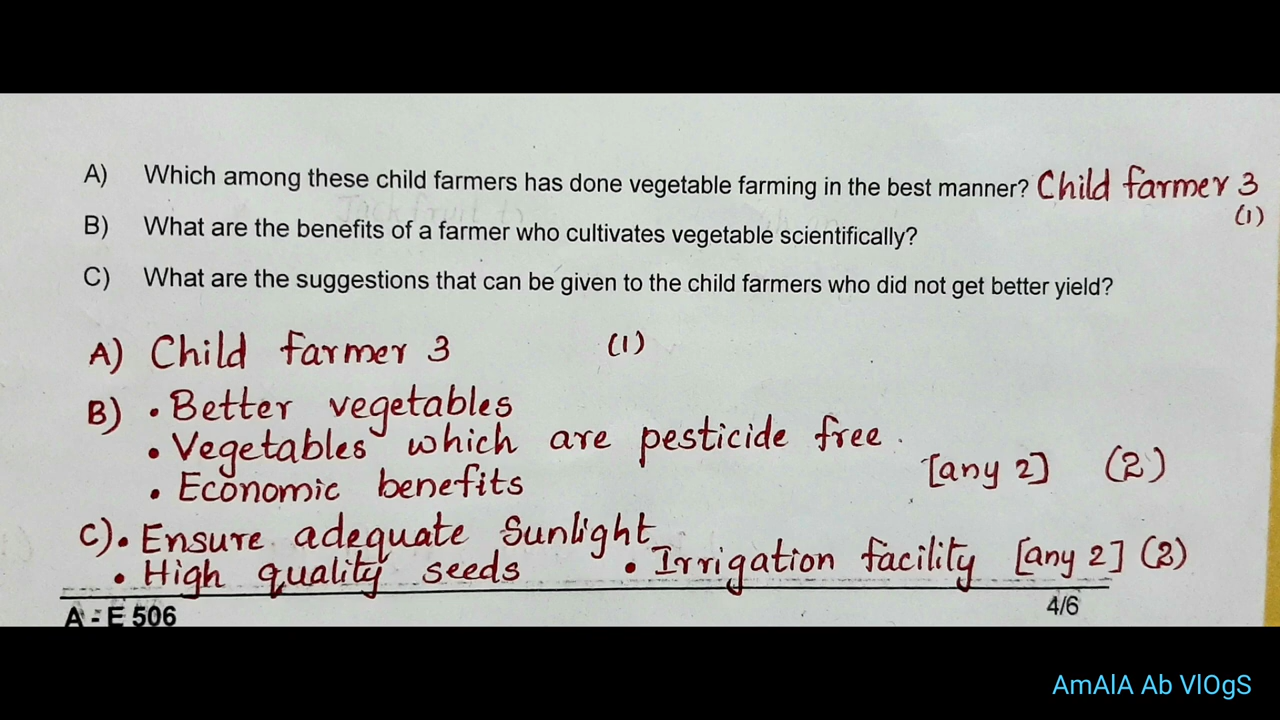 A) Which among these child farmers has done vegetable farming in the best manner? Child farmer 3
(1)
B) What are the benefits of a farmer who cultivates vegetable scientifically?
C) What are the suggestions that can be given to the child farmers who did not get better yield?
A) Child farmer 3 (1)
B) • Better vegetables
• Vegetables which are pesticide free.
• Economic benefits [any 2] (2)
C). • Ensure adequate Sunlight
• High quality seeds • Irrigation facility [any 2] (2)
A - E 506 4/6
AmAlA Ab VlOgS